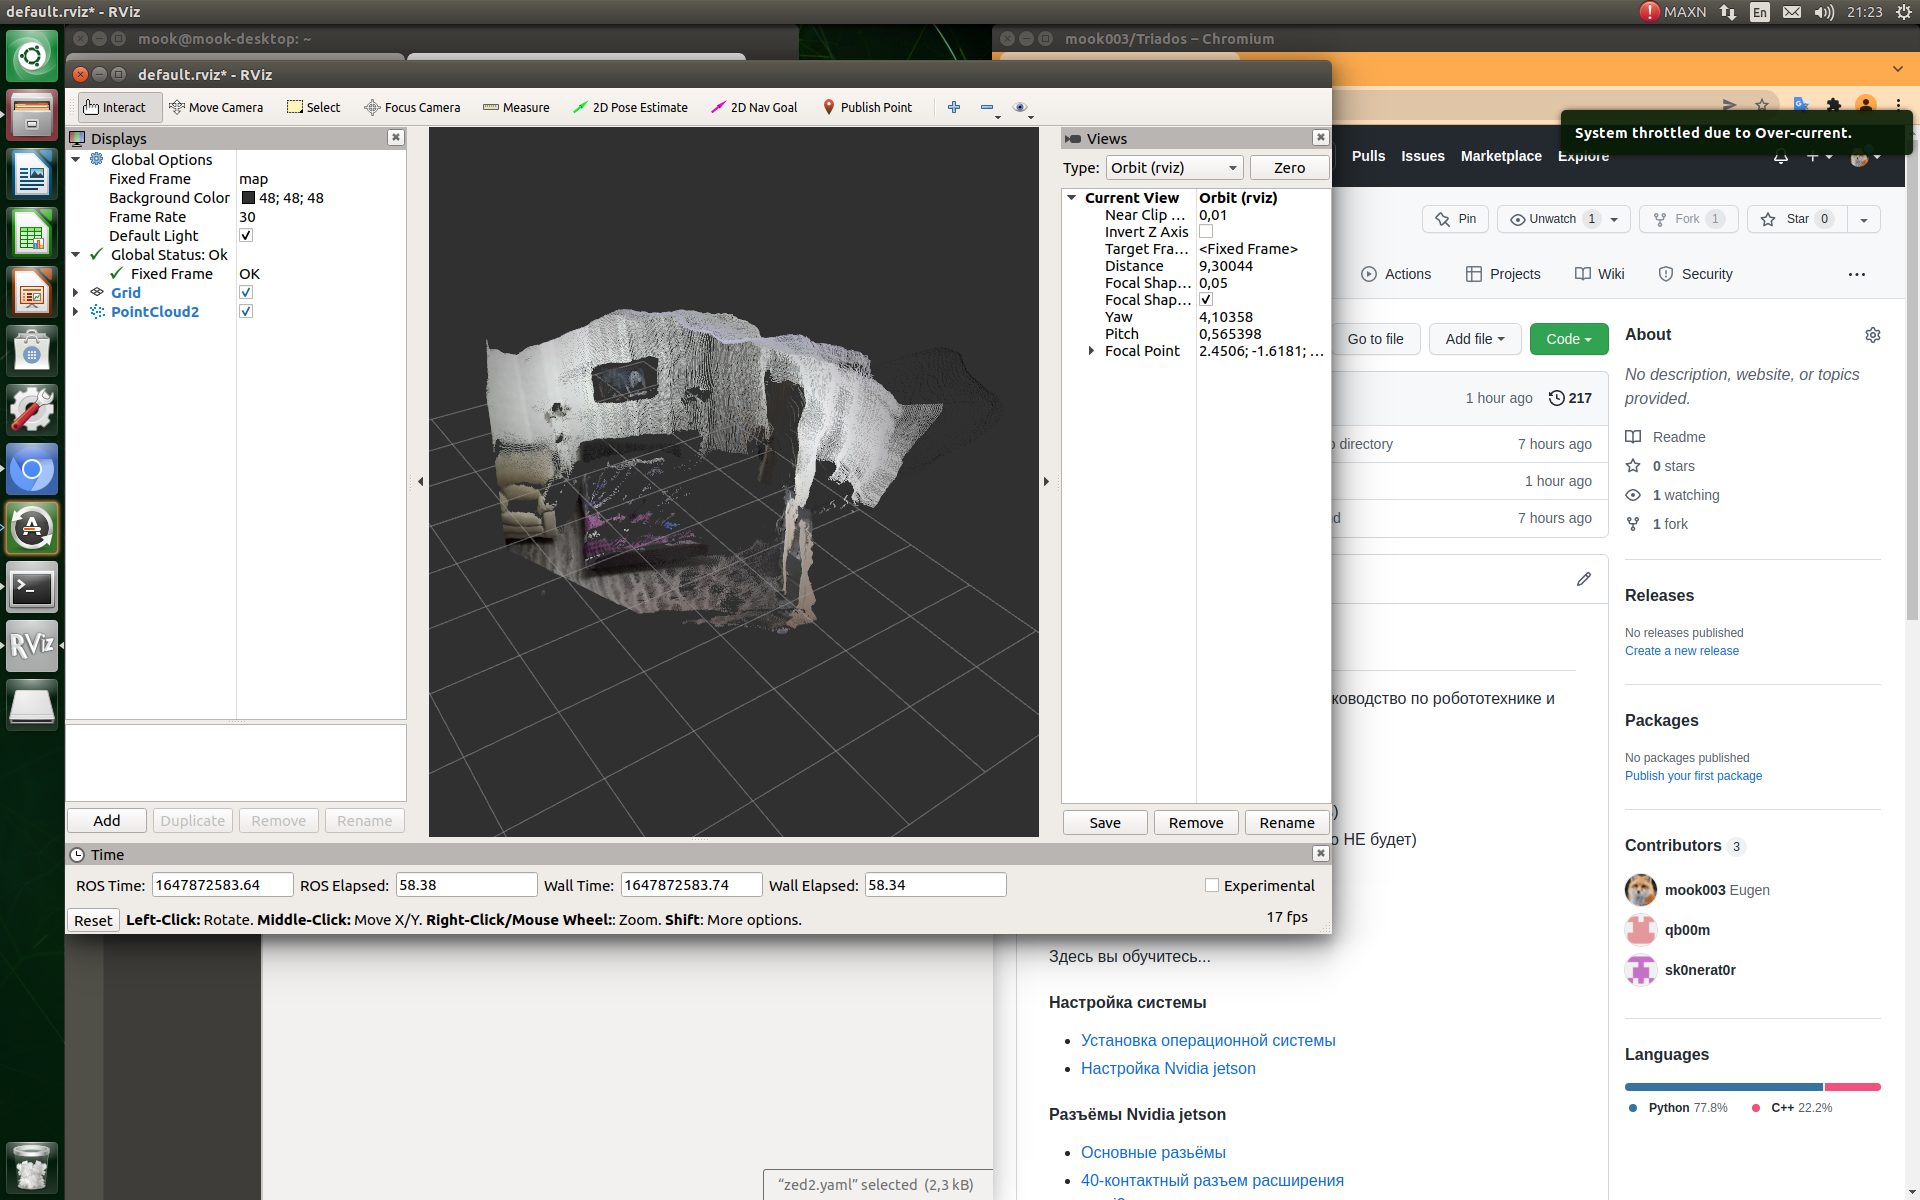 default.rviz* - RViz
MAXN
En
21:23
mook@mook-desktop: ~
mook003/Triados – Chromium
default.rviz* - RViz
Interact
Move Camera
Select
Focus Camera
Measure
2D Pose Estimate
2D Nav Goal
Publish Point
System throttled due to Over-current.
Displays
Global Options
Fixed Frame map
Background Color 48; 48; 48
Frame Rate 30
Default Light
Global Status: Ok
Fixed Frame OK
Grid
PointCloud2
Add
Duplicate
Remove
Rename
Views
Type: Orbit (rviz) Zero
Current View Orbit (rviz)
Near Clip ... 0,01
Invert Z Axis
Target Fra... <Fixed Frame>
Distance 9,30044
Focal Shap... 0,05
Focal Shap...
Yaw 4,10358
Pitch 0,565398
Focal Point 2.4506; -1.6181; ...
Save
Remove
Rename
Time
ROS Time: 1647872583.64 ROS Elapsed: 58.38 Wall Time: 1647872583.74 Wall Elapsed: 58.34
Experimental
Reset Left-Click: Rotate. Middle-Click: Move X/Y. Right-Click/Mouse Wheel:: Zoom. Shift: More options.
17 fps
RViz
Pulls Issues Marketplace Explore
Pin
Unwatch 1
Fork 1
Star 0
Actions
Projects
Wiki
Security
Go to file
Add file
Code
1 hour ago
217
directory
7 hours ago
1 hour ago
d
7 hours ago
ководство по робототехнике и
)
о НЕ будет)
Здесь вы обучитесь...
Настройка системы
Установка операционной системы
Настройка Nvidia jetson
Разъёмы Nvidia jetson
Основные разъёмы
40-контактный разъем расширения
About
No description, website, or topics
provided.
Readme
0 stars
1 watching
1 fork
Releases
No releases published
Create a new release
Packages
No packages published
Publish your first package
Contributors 3
mook003 Eugen
qb00m
sk0nerat0r
Languages
Python 77.8%
C++ 22.2%
“zed2.yaml” selected (2,3 kB)